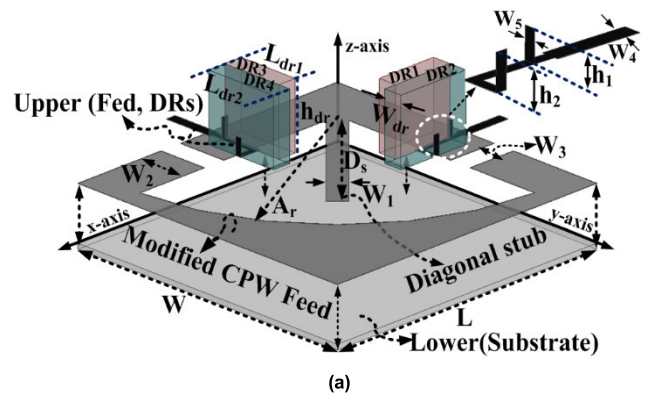 z-axis
W₅
W₄
h₁
h₂
DR3
DR4
Ldr1
Ldr2
DR1
DR2
Upper (Fed, DRs)
hdr
Wdr
W₂
Dₛ
W₃
W₁
Aᵣ
x-axis
y-axis
Modified CPW Feed
Diagonal stub
W
L
Lower(Substrate)
(a)